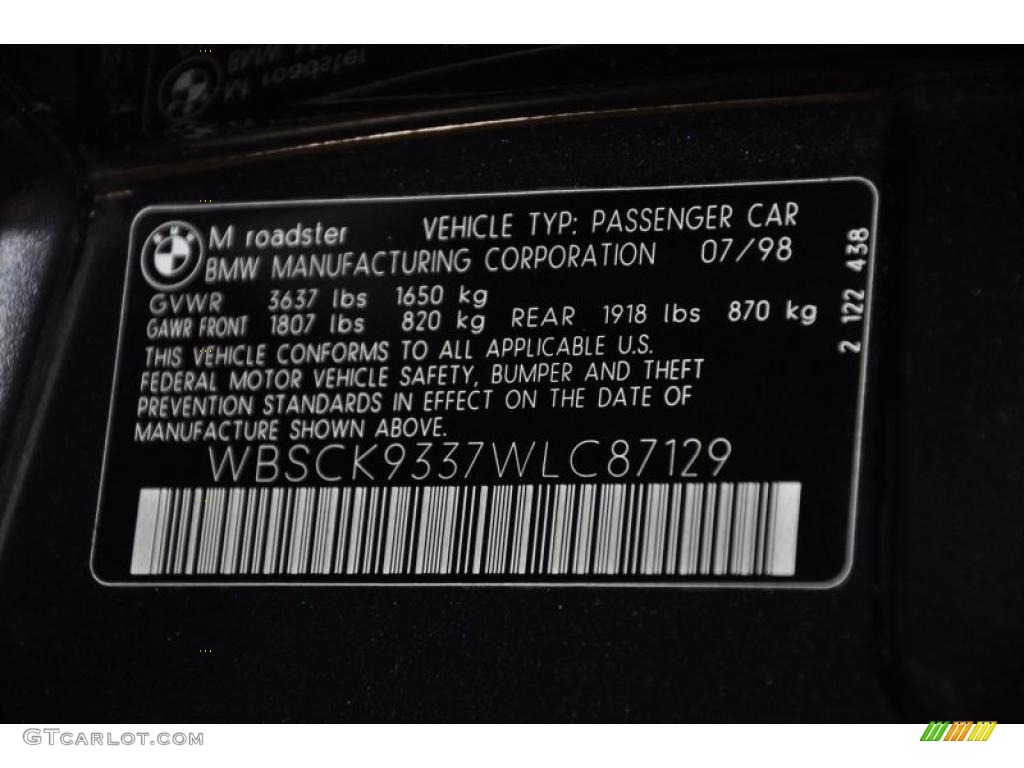 BMW M
M roadster
M roadster VEHICLE TYP: PASSENGER CAR
BMW MANUFACTURING CORPORATION 07/98
GVWR 3637 lbs 1650 kg
GAWR FRONT 1807 lbs 820 kg REAR 1918 lbs 870 kg
THIS VEHICLE CONFORMS TO ALL APPLICABLE U.S.
FEDERAL MOTOR VEHICLE SAFETY, BUMPER AND THEFT
PREVENTION STANDARDS IN EFFECT ON THE DATE OF
MANUFACTURE SHOWN ABOVE.
WBSCK9337WLC87129
2 122 438
GTCARLOT.COM